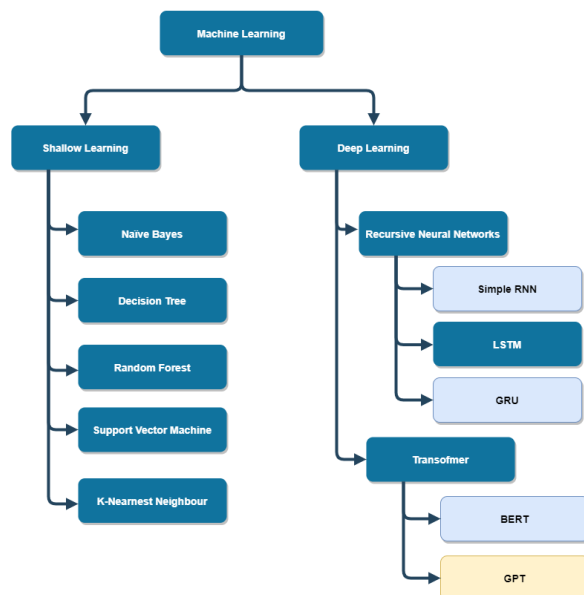 Machine Learning
Shallow Learning
Deep Learning
Naïve Bayes
Decision Tree
Random Forest
Support Vector Machine
K-Nearnest Neighbour
Recursive Neural Networks
Simple RNN
LSTM
GRU
Transofmer
BERT
GPT